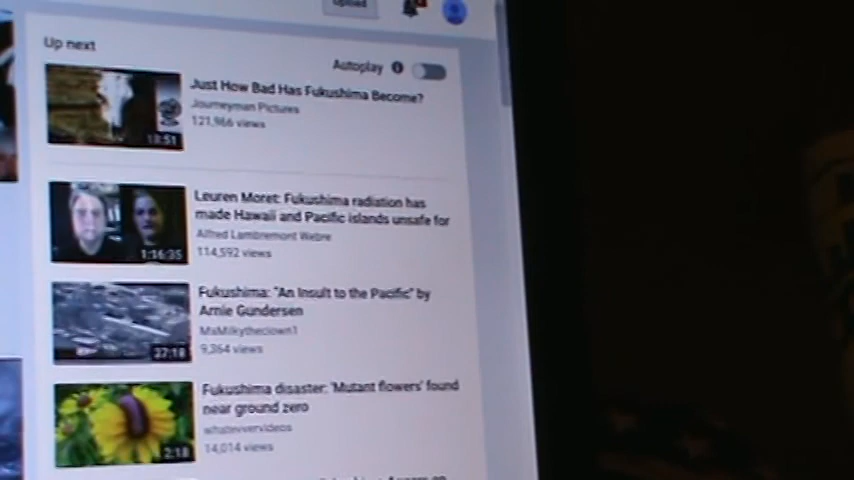 Upload
Up next
Autoplay
Just How Bad Has Fukushima Become?
Journeyman Pictures
121,966 views
18:51
Leuren Moret: Fukushima radiation has
made Hawaii and Pacific islands unsafe for
Alfred Lambremont Webre
114,592 views
1:16:35
Fukushima: "An Insult to the Pacific" by
Arnie Gundersen
MsMilkytheclown1
9,364 views
27:18
Fukushima disaster: 'Mutant flowers' found
near ground zero
whatevvervideos
14,014 views
2:18